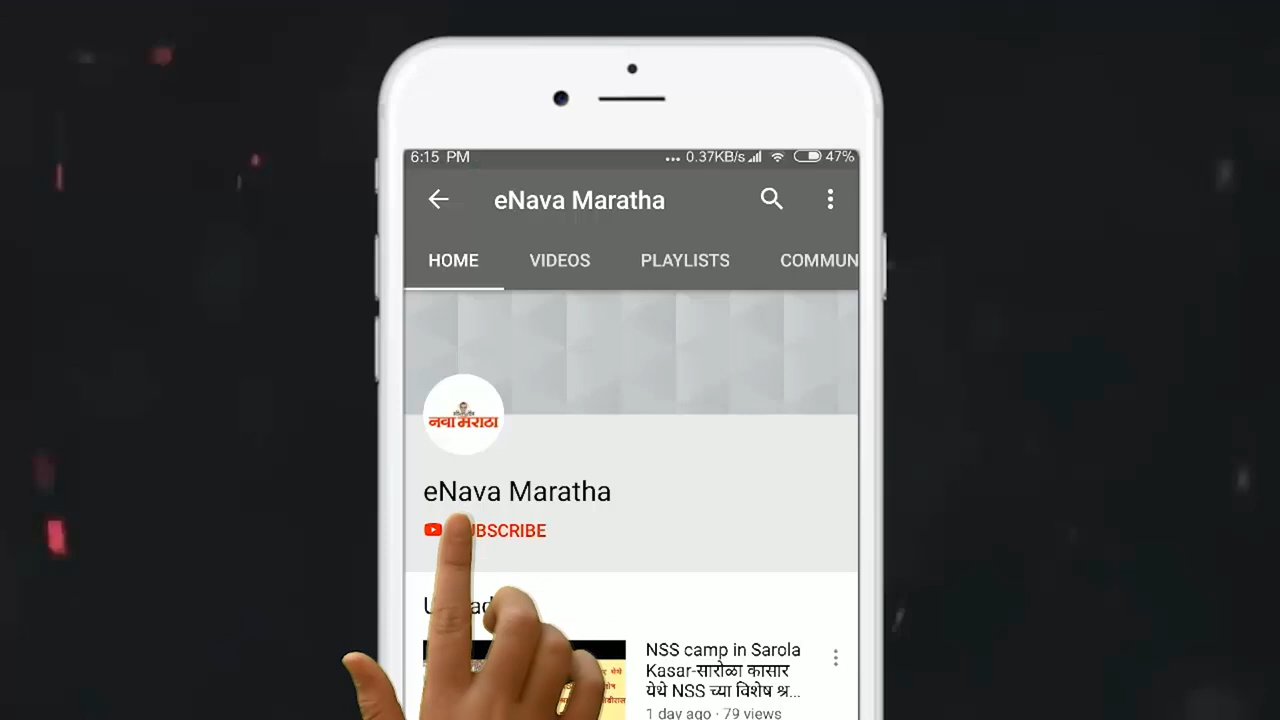 6:15 PM ... 0.37KB/s 47%
eNava Maratha
HOME VIDEOS PLAYLISTS COMMUN
नवा मराठा
eNava Maratha
UBSCRIBE
NSS camp in Sarola
Kasar-सारोळा कासार
येथे NSS च्या विशेष श्र...
1 day ago · 79 views